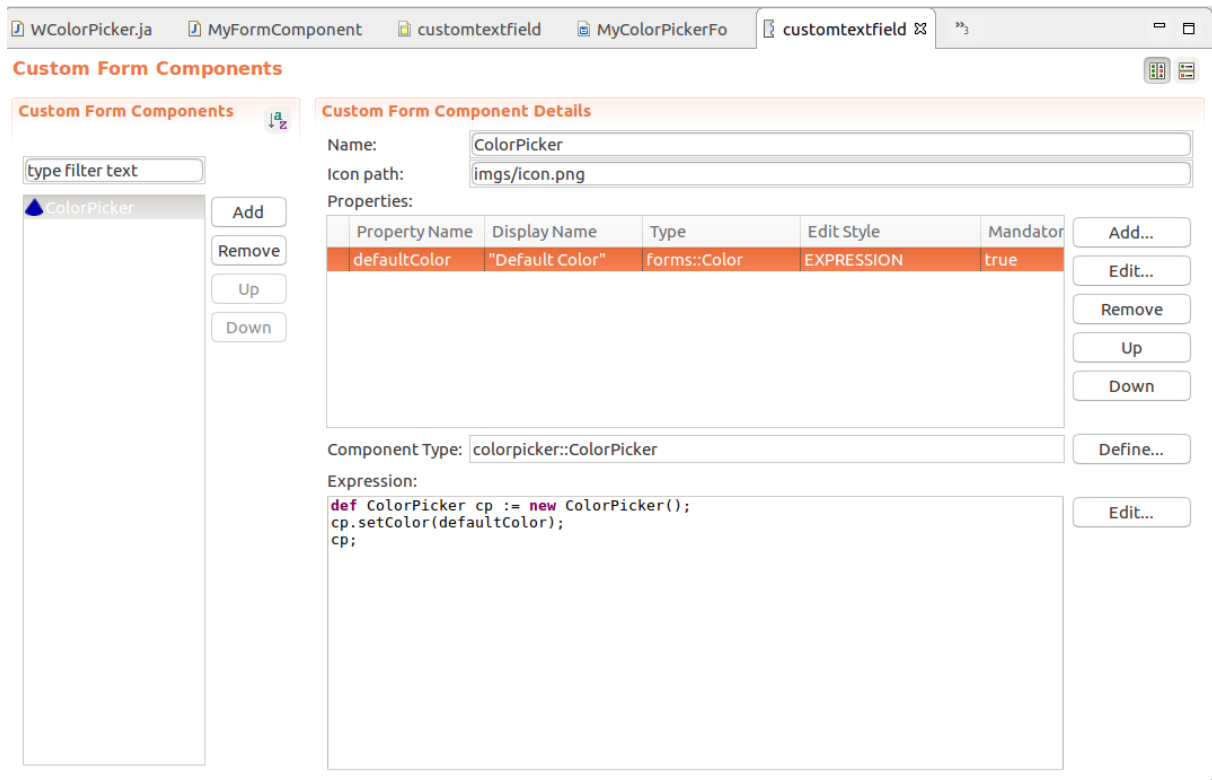 WColorPicker.ja MyFormComponent customtextfield MyColorPickerFo customtextfield »3
Custom Form Components
Custom Form Components
type filter text
ColorPicker
Add
Remove
Up
Down
Custom Form Component Details
Name: ColorPicker
Icon path: imgs/icon.png
Properties:
Property Name Display Name Type Edit Style Mandator
defaultColor "Default Color" forms::Color EXPRESSION true
Add...
Edit...
Remove
Up
Down
Component Type: colorpicker::ColorPicker Define...
Expression:
def ColorPicker cp := new ColorPicker();
cp.setColor(defaultColor);
cp;
Edit...